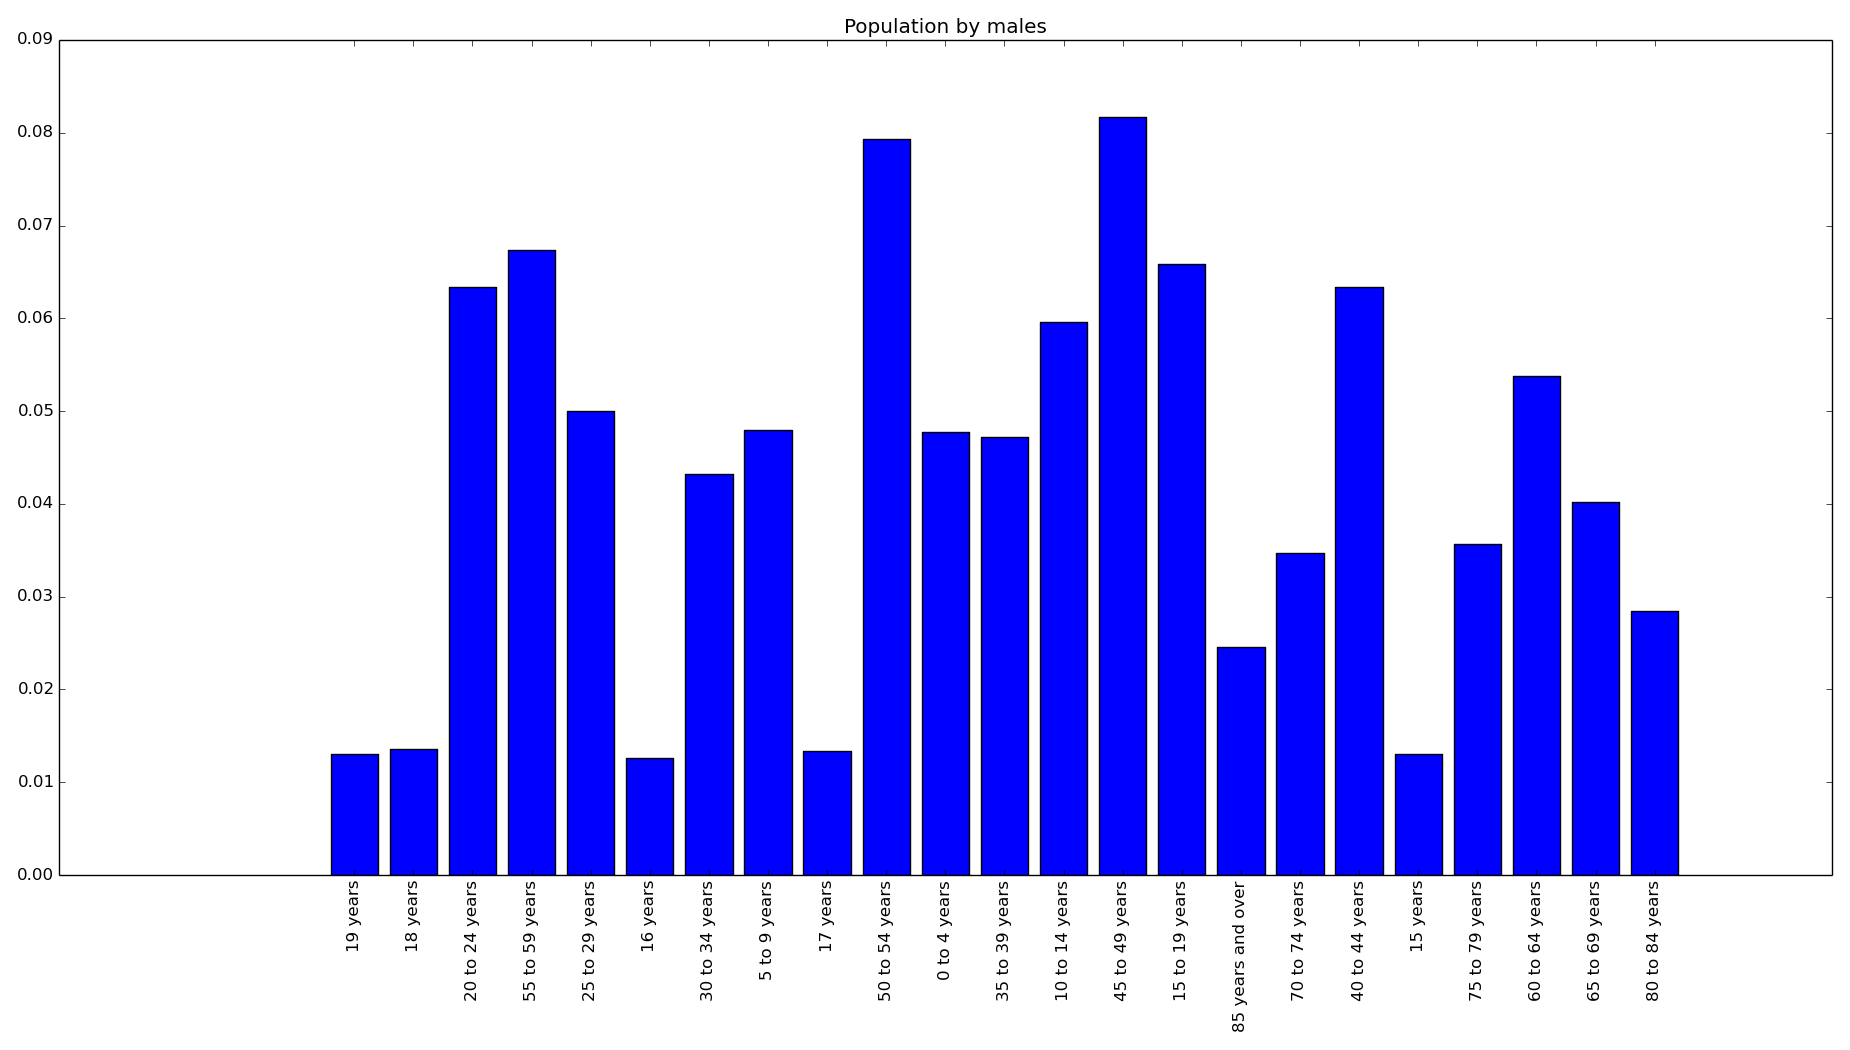 Population by males
0.09
0.08
0.07
0.06
0.05
0.04
0.03
0.02
0.01
0.00
19 years
18 years
20 to 24 years
55 to 59 years
25 to 29 years
16 years
30 to 34 years
5 to 9 years
17 years
50 to 54 years
0 to 4 years
35 to 39 years
10 to 14 years
45 to 49 years
15 to 19 years
85 years and over
70 to 74 years
40 to 44 years
15 years
75 to 79 years
60 to 64 years
65 to 69 years
80 to 84 years